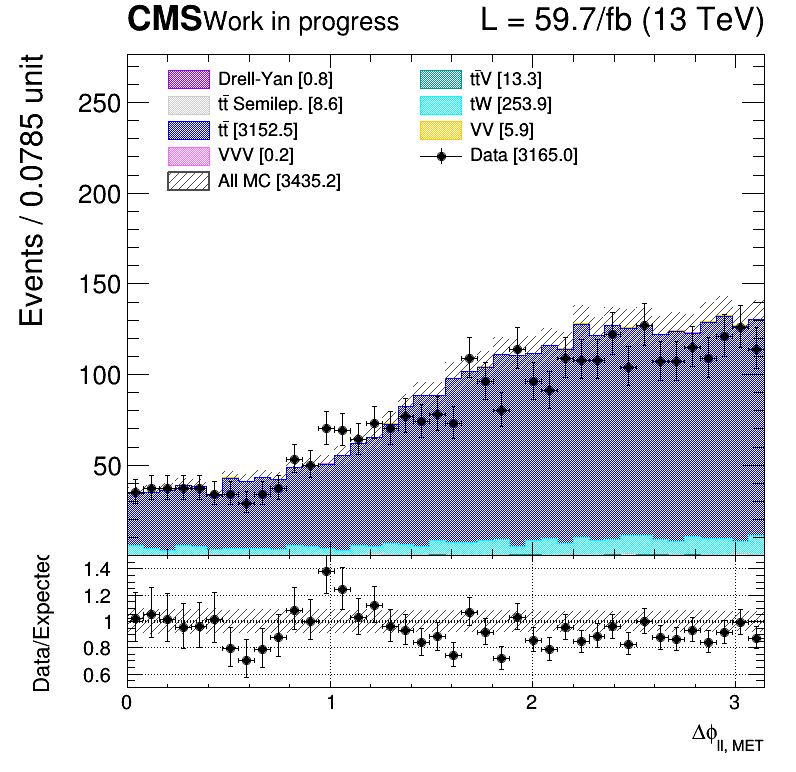 CMS Work in progress L = 59.7/fb (13 TeV)
Events / 0.0785 unit
250
200
150
100
50
Drell-Yan [0.8]
tt̄ Semilep. [8.6]
tt̄ [3152.5]
VVV [0.2]
All MC [3435.2]
tt̄V [13.3]
tW [253.9]
VV [5.9]
Data [3165.0]
Data/Expected
1.4
1.2
1
0.8
0.6
0 1 2 3
Δϕll, MET